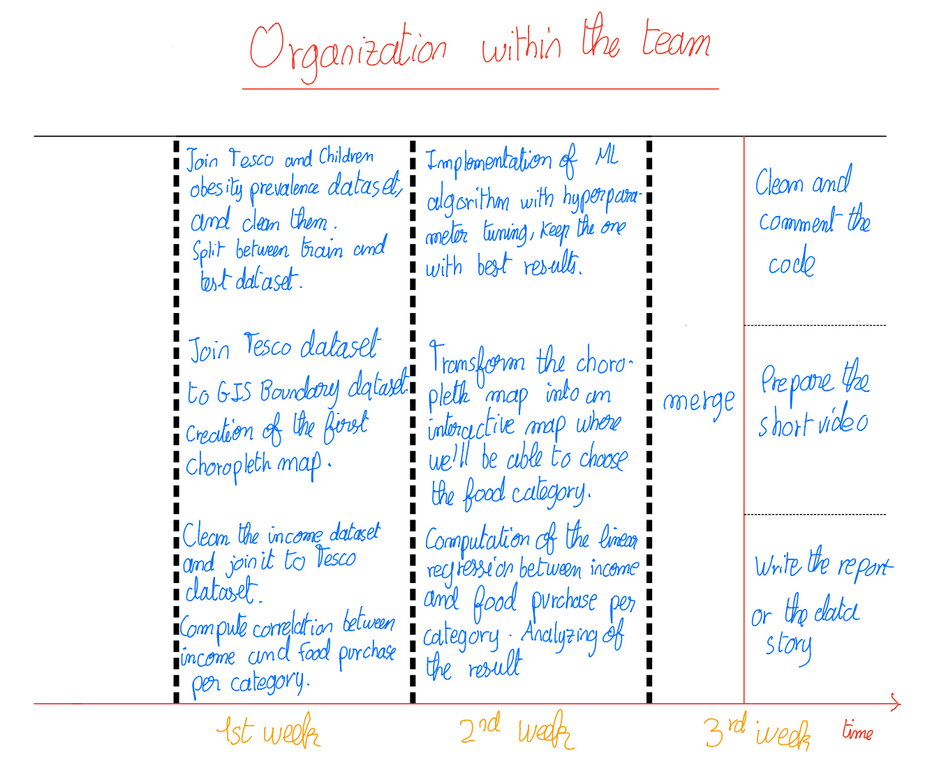 Organization within the team
Join Tesco and Children
obesity prevalence dataset,
and clean them.
Split between train and
test dataset.
Join Tesco dataset
to GIS Boundary dataset.
Creation of the first
choropleth map.
Clean the income dataset
and join it to Tesco
dataset.
Compute correlation between
income and food purchase
per category.
Implementation of ML
algorithm with hyperpara-
meter tuning, keep the one
with best results.
Transform the choro-
pleth map into an
interactive map where
we'll be able to choose
the food category.
Computation of the linear
regression between income
and food purchase per
category. Analyzing of
the result
merge
Clean and
comment the
code
Prepare the
short video
Write the report
or the data
story
1st week
2nd week
3rd week
time